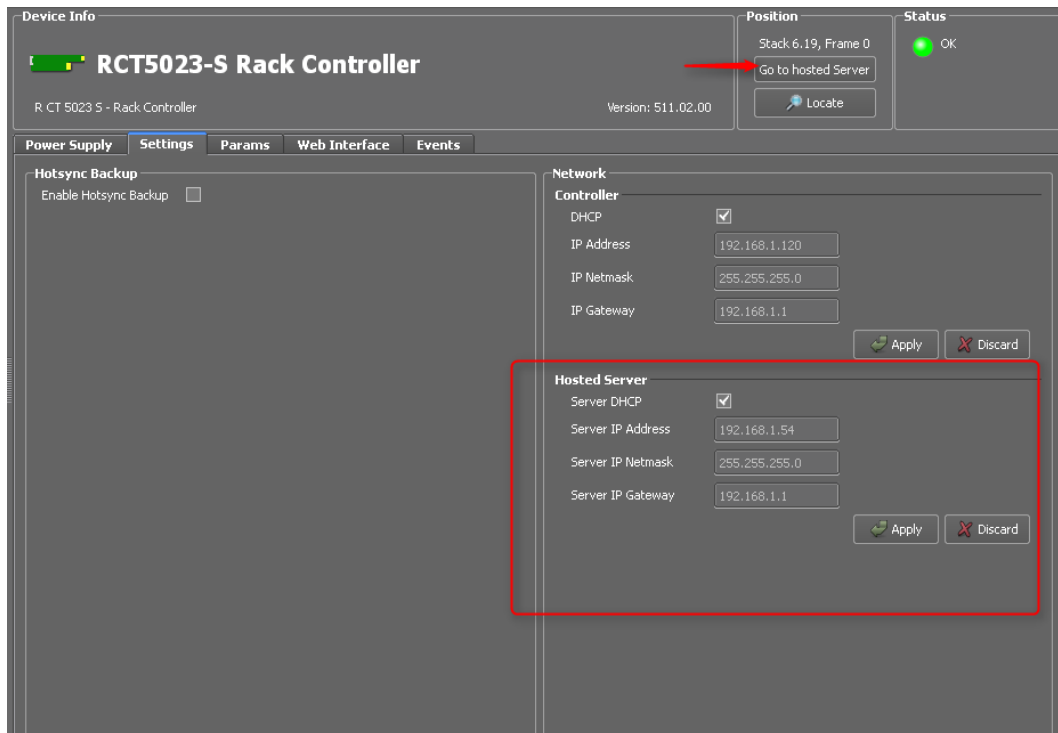 Device Info
RCT5023-S Rack Controller
R CT 5023 S - Rack Controller
Version: 511.02.00
Position
Stack 6.19, Frame 0
Go to hosted Server
Locate
Status
OK
Power Supply Settings Params Web Interface Events
Hotsync Backup
Enable Hotsync Backup
Network
Controller
DHCP
IP Address 192.168.1.120
IP Netmask 255.255.255.0
IP Gateway 192.168.1.1
Apply Discard
Hosted Server
Server DHCP
Server IP Address 192.168.1.54
Server IP Netmask 255.255.255.0
Server IP Gateway 192.168.1.1
Apply Discard